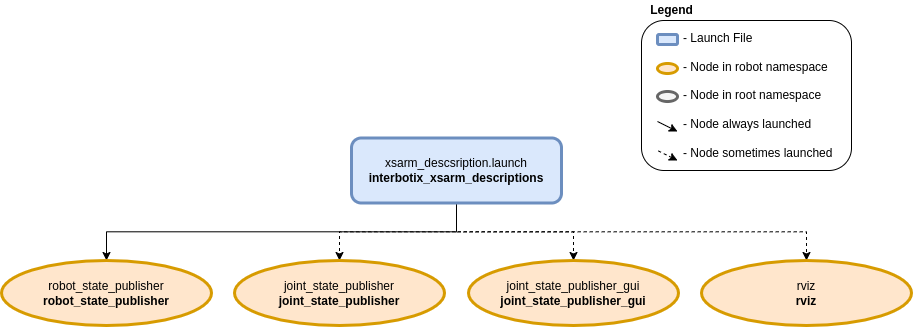 Legend
- Launch File
- Node in robot namespace
- Node in root namespace
- Node always launched
- Node sometimes launched
xsarm_descsription.launch
interbotix_xsarm_descriptions
robot_state_publisher
robot_state_publisher
joint_state_publisher
joint_state_publisher
joint_state_publisher_gui
joint_state_publisher_gui
rviz
rviz